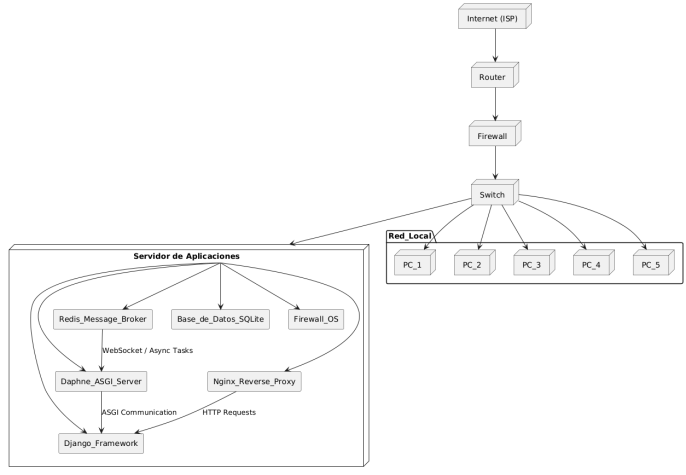 Internet (ISP)
Router
Firewall
Switch
Red_Local
PC_1
PC_2
PC_3
PC_4
PC_5
Servidor de Aplicaciones
Redis_Message_Broker
Base_de_Datos_SQLite
Firewall_OS
WebSocket / Async Tasks
Daphne_ASGI_Server
Nginx_Reverse_Proxy
ASGI Communication
HTTP Requests
Django_Framework